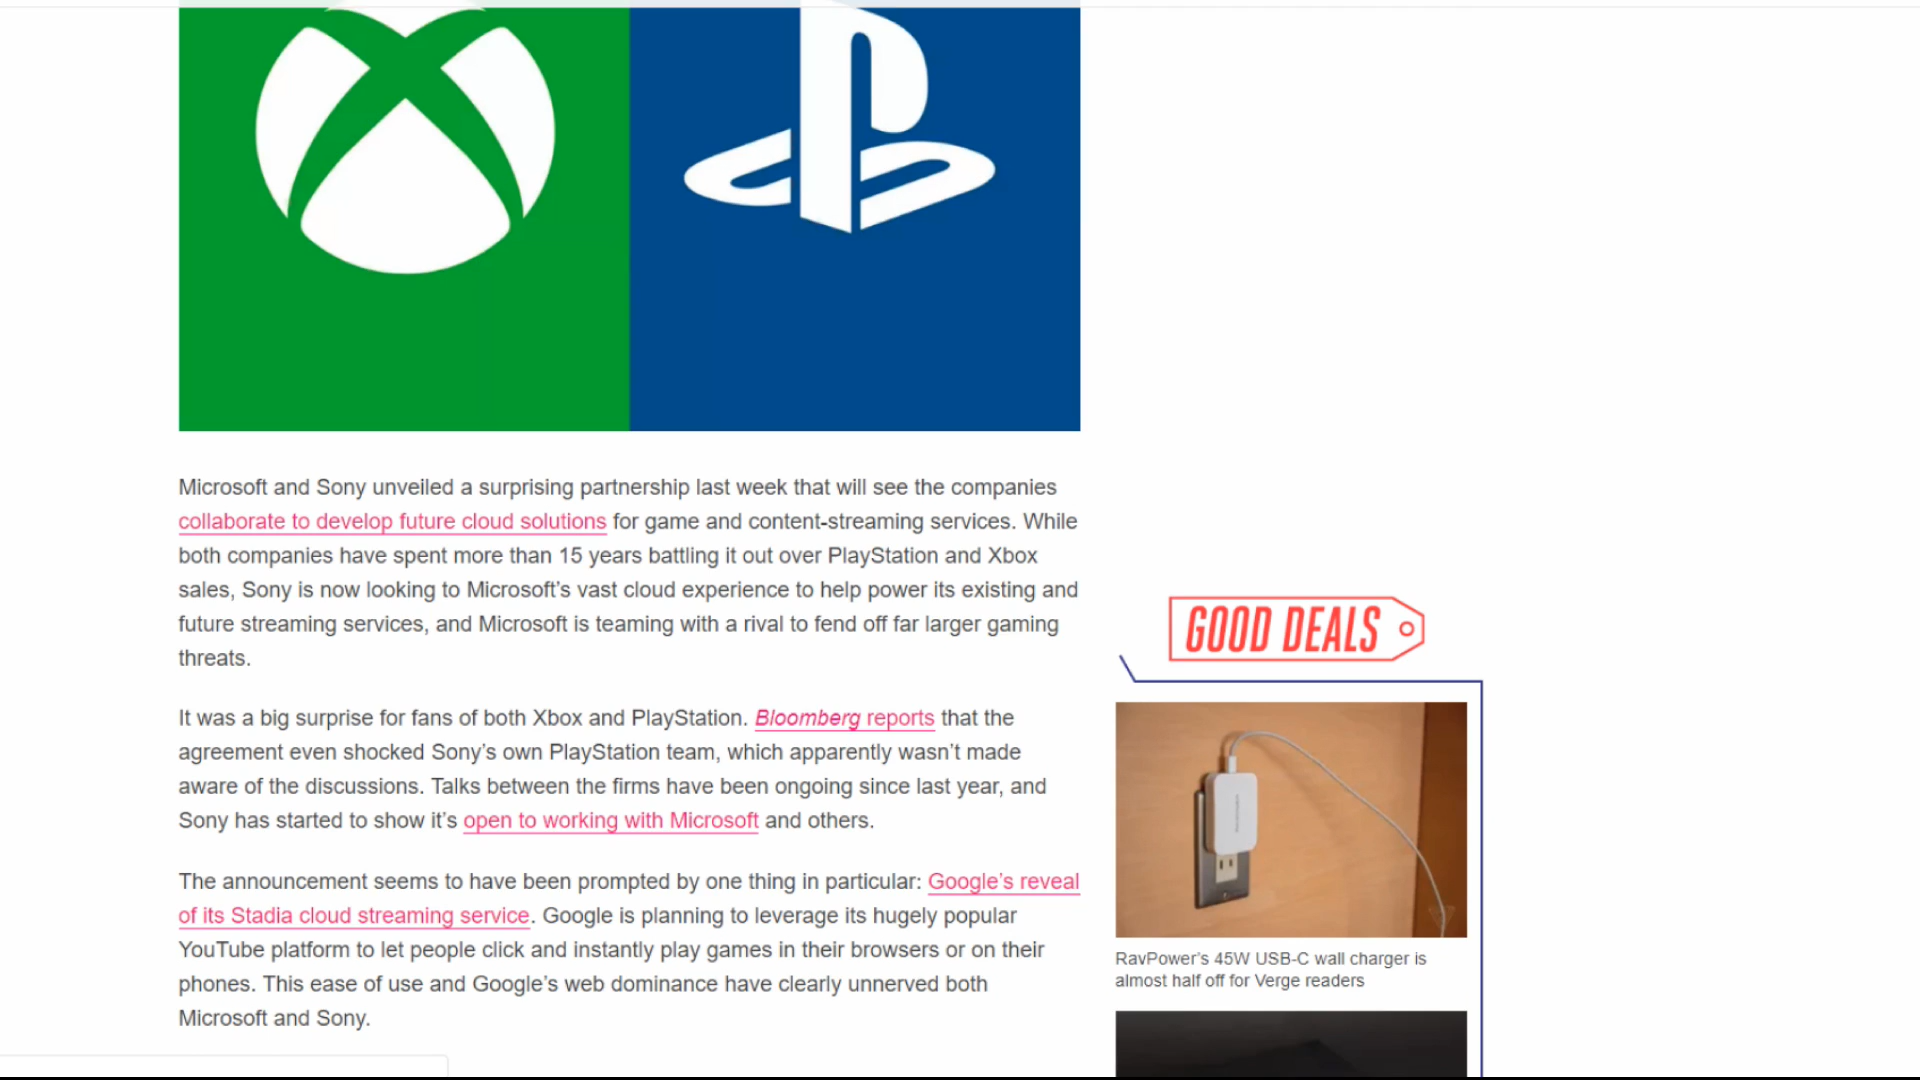 Microsoft and Sony unveiled a surprising partnership last week that will see the companies
collaborate to develop future cloud solutions for game and content-streaming services. While
both companies have spent more than 15 years battling it out over PlayStation and Xbox
sales, Sony is now looking to Microsoft’s vast cloud experience to help power its existing and
future streaming services, and Microsoft is teaming with a rival to fend off far larger gaming
threats.
It was a big surprise for fans of both Xbox and PlayStation. Bloomberg reports that the
agreement even shocked Sony’s own PlayStation team, which apparently wasn’t made
aware of the discussions. Talks between the firms have been ongoing since last year, and
Sony has started to show it’s open to working with Microsoft and others.
The announcement seems to have been prompted by one thing in particular: Google’s reveal
of its Stadia cloud streaming service. Google is planning to leverage its hugely popular
YouTube platform to let people click and instantly play games in their browsers or on their
phones. This ease of use and Google’s web dominance have clearly unnerved both
Microsoft and Sony.
GOOD DEALS
RavPower’s 45W USB-C wall charger is
almost half off for Verge readers